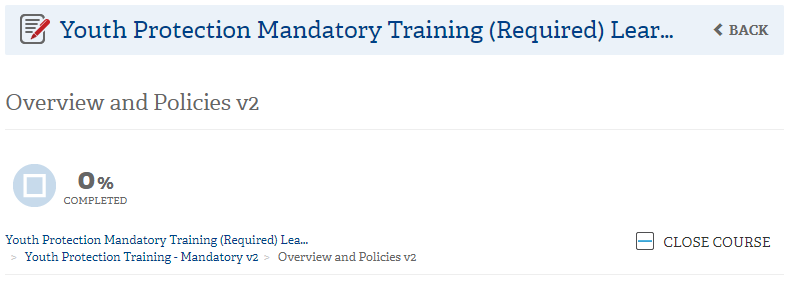 Youth Protection Mandatory Training (Required) Lear...
BACK
Overview and Policies v2
0%
COMPLETED
Youth Protection Mandatory Training (Required) Lea...
CLOSE COURSE
> Youth Protection Training - Mandatory v2 > Overview and Policies v2